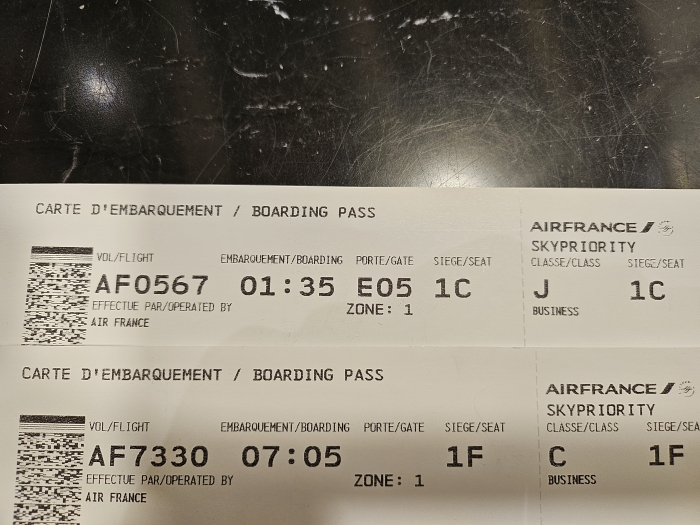 CARTE D'EMBARQUEMENT / BOARDING PASS
AIRFRANCE
SKYPRIORITY
VOL/FLIGHT EMBARQUEMENT/BOARDING PORTE/GATE SIEGE/SEAT CLASSE/CLASS SIEGE/SEAT
AF0567 01:35 E05 1C J 1C
EFFECTUE PAR/OPERATED BY ZONE: 1 BUSINESS
AIR FRANCE
CARTE D'EMBARQUEMENT / BOARDING PASS
AIRFRANCE
SKYPRIORITY
VOL/FLIGHT EMBARQUEMENT/BOARDING PORTE/GATE SIEGE/SEAT CLASSE/CLASS SIEGE/SEA
AF7330 07:05 1F C 1F
EFFECTUE PAR/OPERATED BY ZONE: 1 BUSINESS
AIR FRANCE